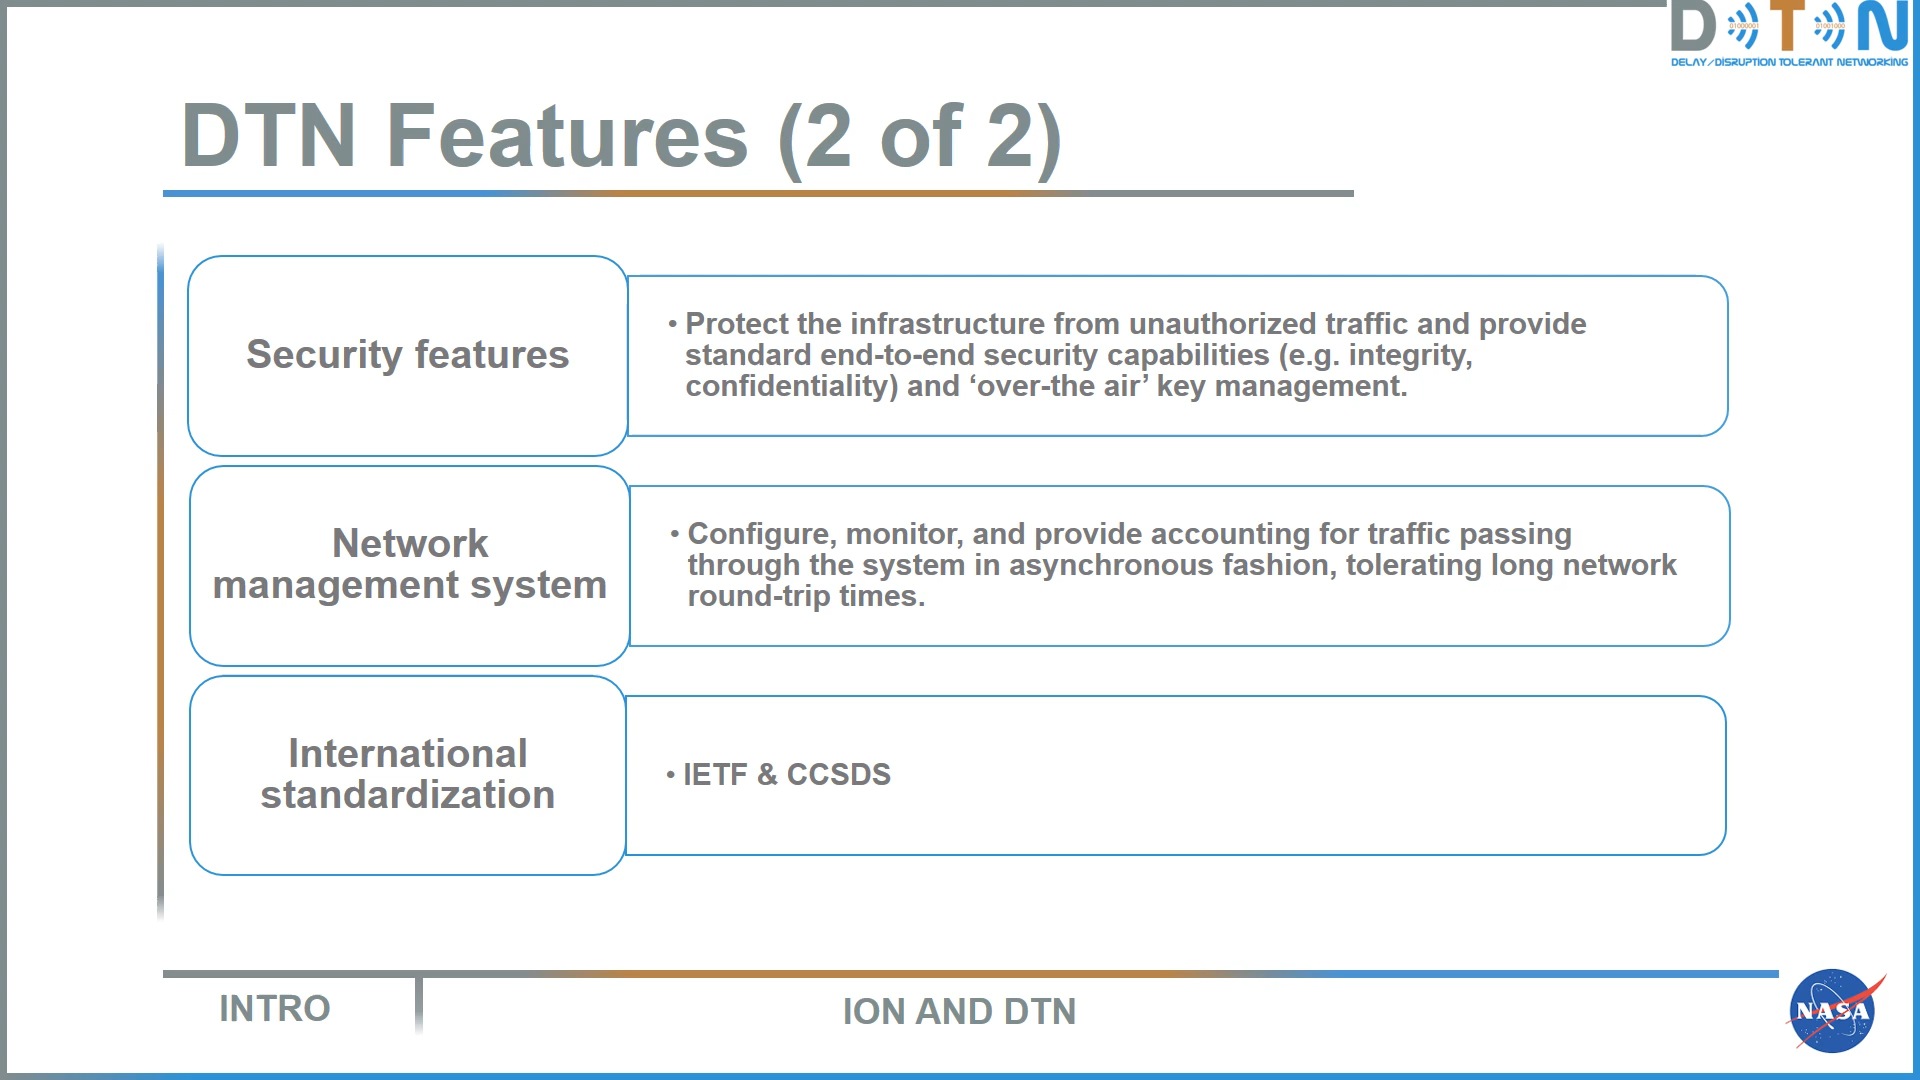 D T N
01000001 01001000
DELAY/DISRUPTION TOLERANT NETWORKING
DTN Features (2 of 2)
Security features
• Protect the infrastructure from unauthorized traffic and provide
standard end-to-end security capabilities (e.g. integrity,
confidentiality) and ‘over-the air’ key management.
Network
management system
• Configure, monitor, and provide accounting for traffic passing
through the system in asynchronous fashion, tolerating long network
round-trip times.
International
standardization
• IETF & CCSDS
INTRO
ION AND DTN
NASA